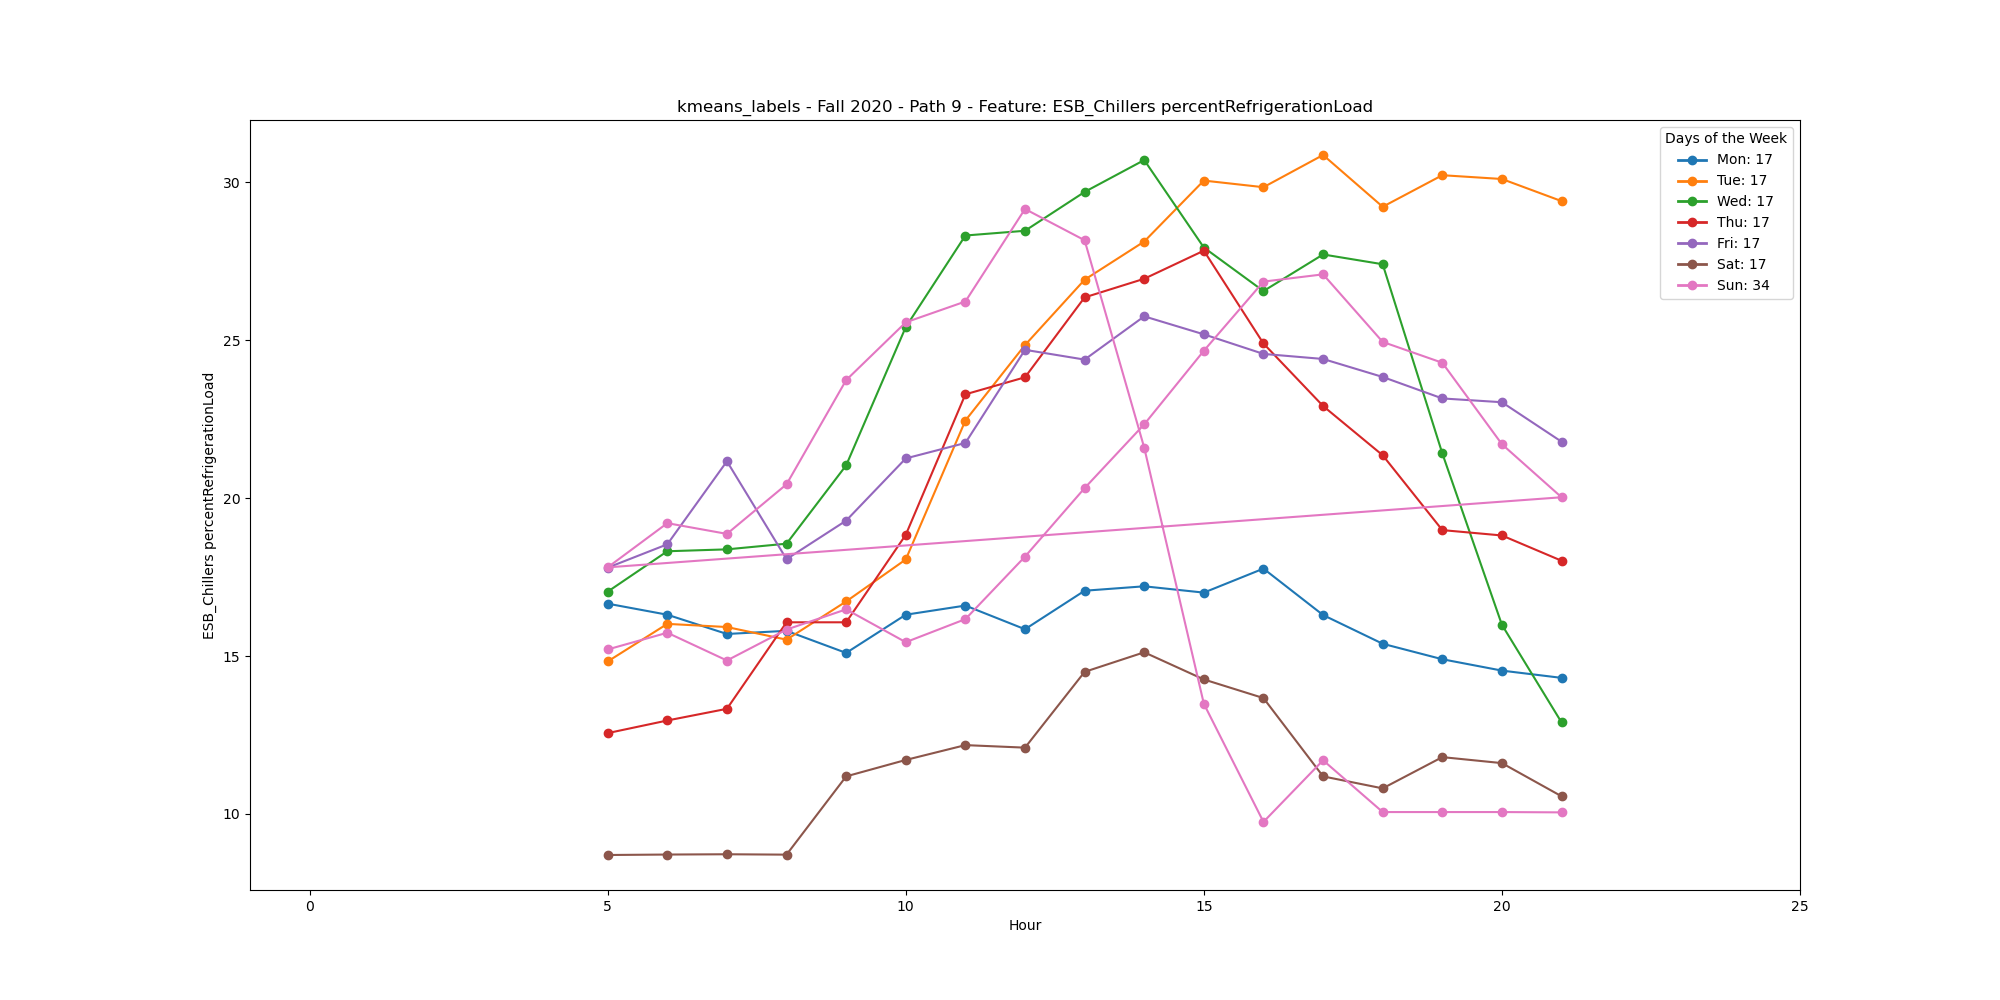 kmeans_labels - Fall 2020 - Path 9 - Feature: ESB_Chillers percentRefrigerationLoad
Days of the Week
Mon: 17
Tue: 17
Wed: 17
Thu: 17
Fri: 17
Sat: 17
Sun: 34
ESB_Chillers percentRefrigerationLoad
30
25
20
15
10
0 5 10 15 20 25
Hour